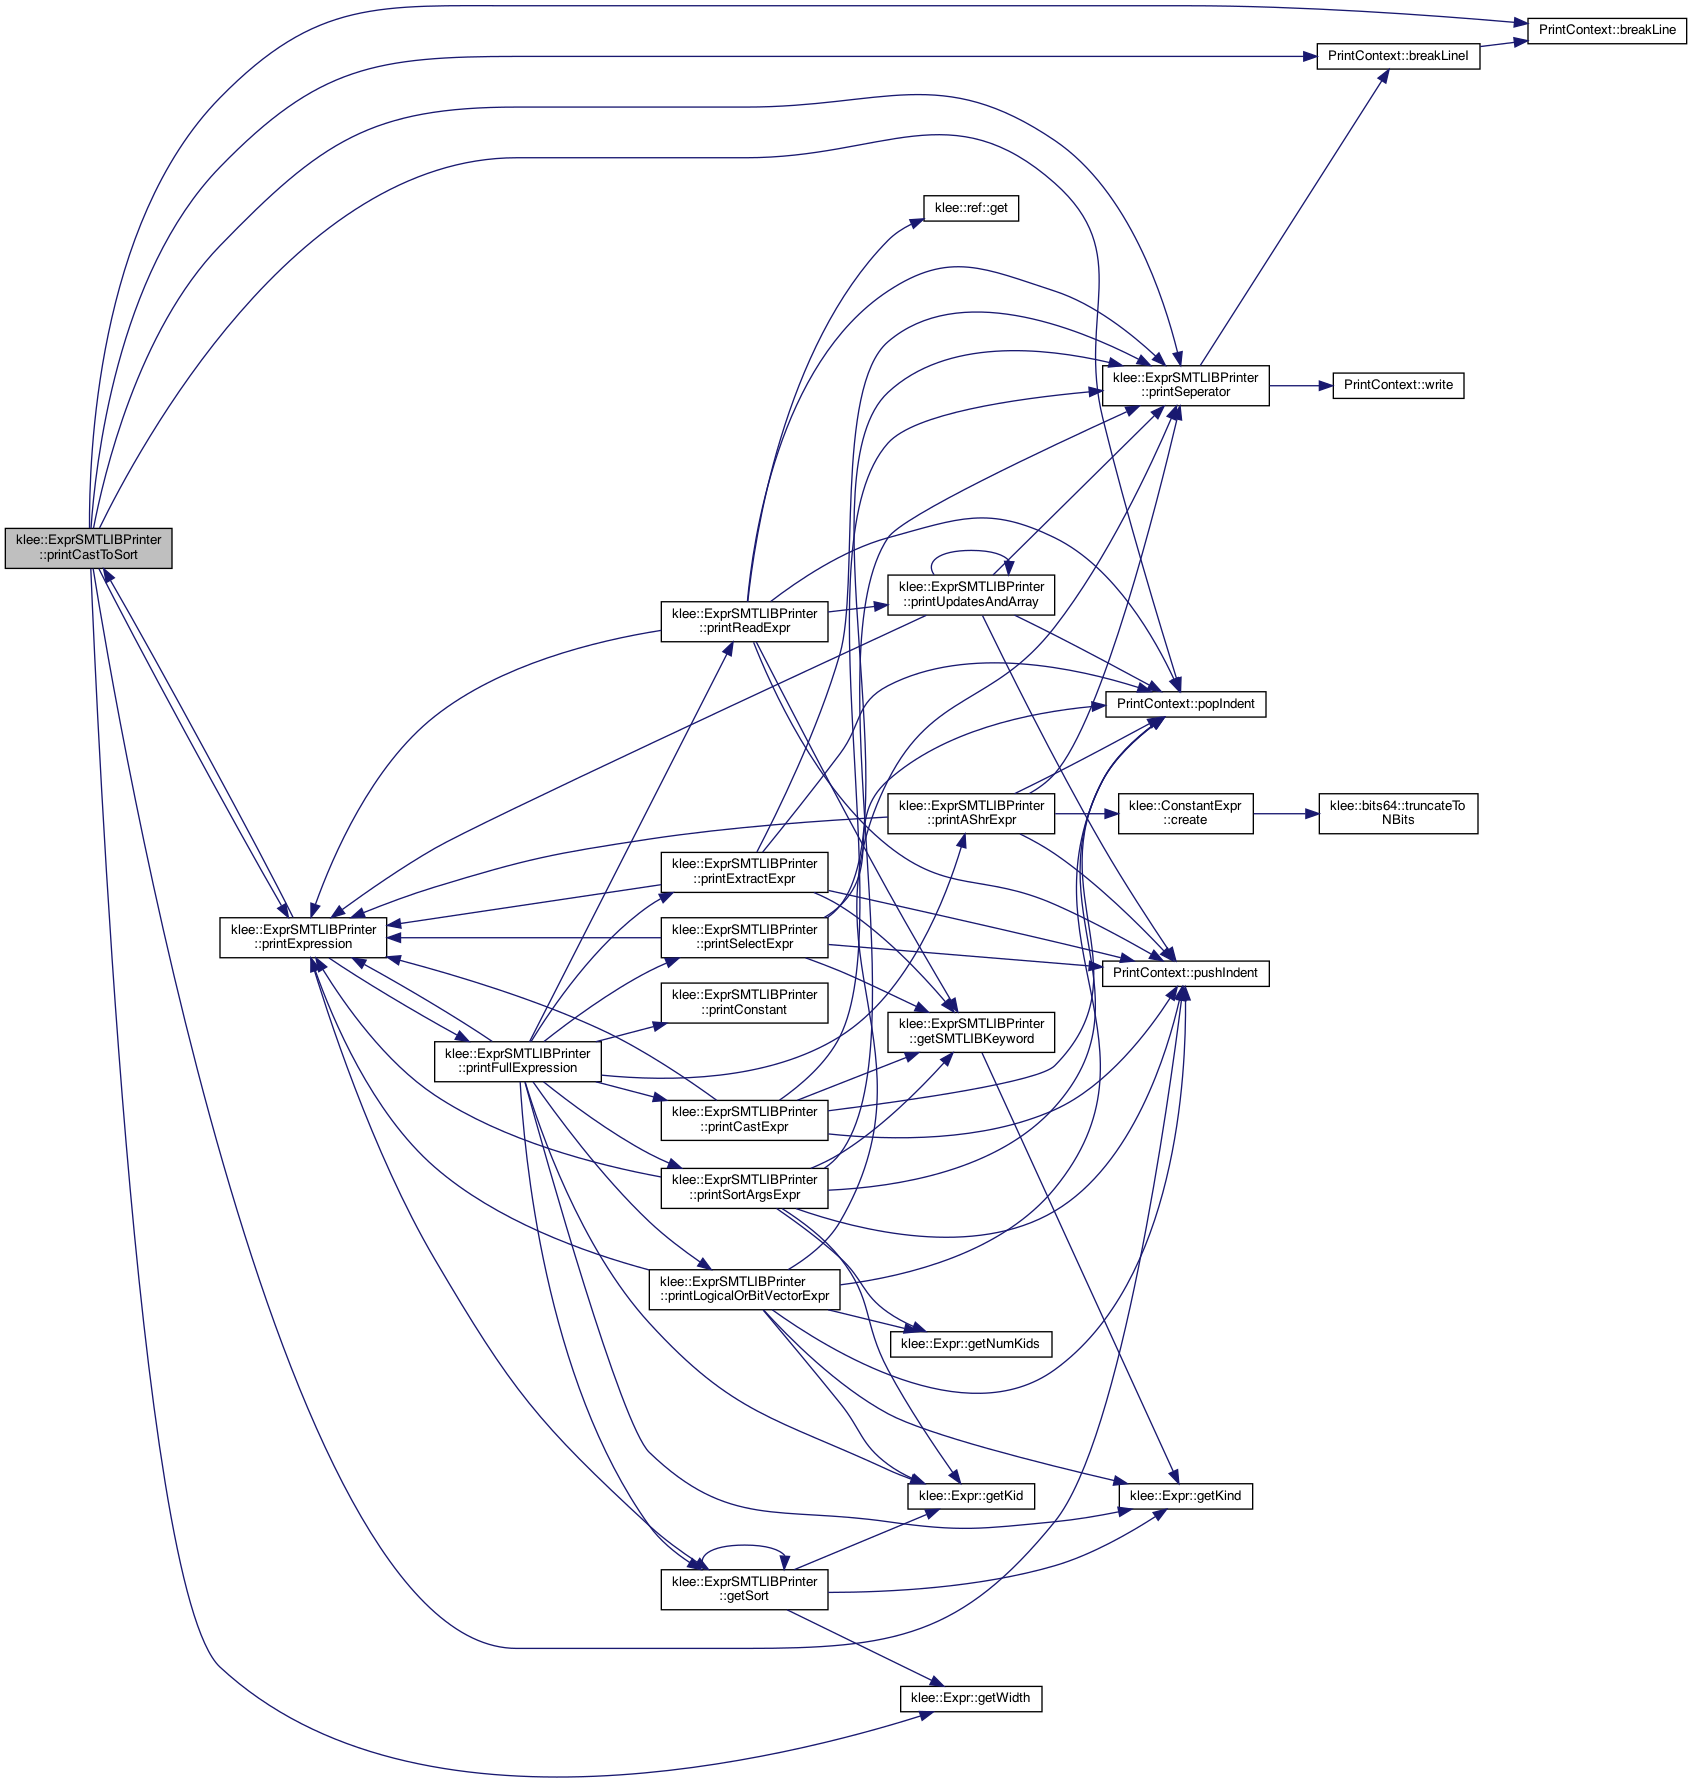 PrintContext::breakLine
PrintContext::breakLineI
klee::ref::get
klee::ExprSMTLIBPrinter
::printSeperator
PrintContext::write
klee::ExprSMTLIBPrinter
::printCastToSort
klee::ExprSMTLIBPrinter
::printUpdatesAndArray
klee::ExprSMTLIBPrinter
::printReadExpr
PrintContext::popIndent
klee::ExprSMTLIBPrinter
::printAShrExpr
klee::ConstantExpr
::create
klee::bits64::truncateTo
NBits
klee::ExprSMTLIBPrinter
::printExtractExpr
klee::ExprSMTLIBPrinter
::printExpression
klee::ExprSMTLIBPrinter
::printSelectExpr
PrintContext::pushIndent
klee::ExprSMTLIBPrinter
::printConstant
klee::ExprSMTLIBPrinter
::getSMTLIBKeyword
klee::ExprSMTLIBPrinter
::printFullExpression
klee::ExprSMTLIBPrinter
::printCastExpr
klee::ExprSMTLIBPrinter
::printSortArgsExpr
klee::ExprSMTLIBPrinter
::printLogicalOrBitVectorExpr
klee::Expr::getNumKids
klee::Expr::getKid
klee::Expr::getKind
klee::ExprSMTLIBPrinter
::getSort
klee::Expr::getWidth